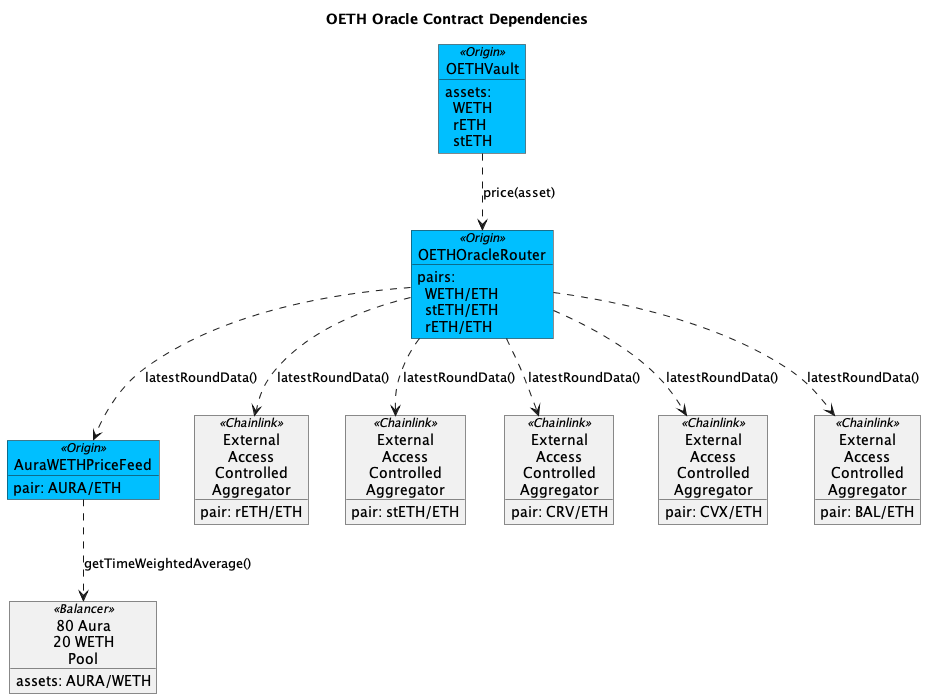 OETH Oracle Contract Dependencies
«Origin»
OETHVault
assets:
WETH
rETH
stETH
price(asset)
«Origin»
OETHOracleRouter
pairs:
WETH/ETH
stETH/ETH
rETH/ETH
latestRoundData()
latestRoundData()
latestRoundData()
latestRoundData()
latestRoundData()
latestRoundData()
«Origin»
AuraWETHPriceFeed
pair: AURA/ETH
«Chainlink»
External
Access
Controlled
Aggregator
pair: rETH/ETH
«Chainlink»
External
Access
Controlled
Aggregator
pair: stETH/ETH
«Chainlink»
External
Access
Controlled
Aggregator
pair: CRV/ETH
«Chainlink»
External
Access
Controlled
Aggregator
pair: CVX/ETH
«Chainlink»
External
Access
Controlled
Aggregator
pair: BAL/ETH
getTimeWeightedAverage()
«Balancer»
80 Aura
20 WETH
Pool
assets: AURA/WETH